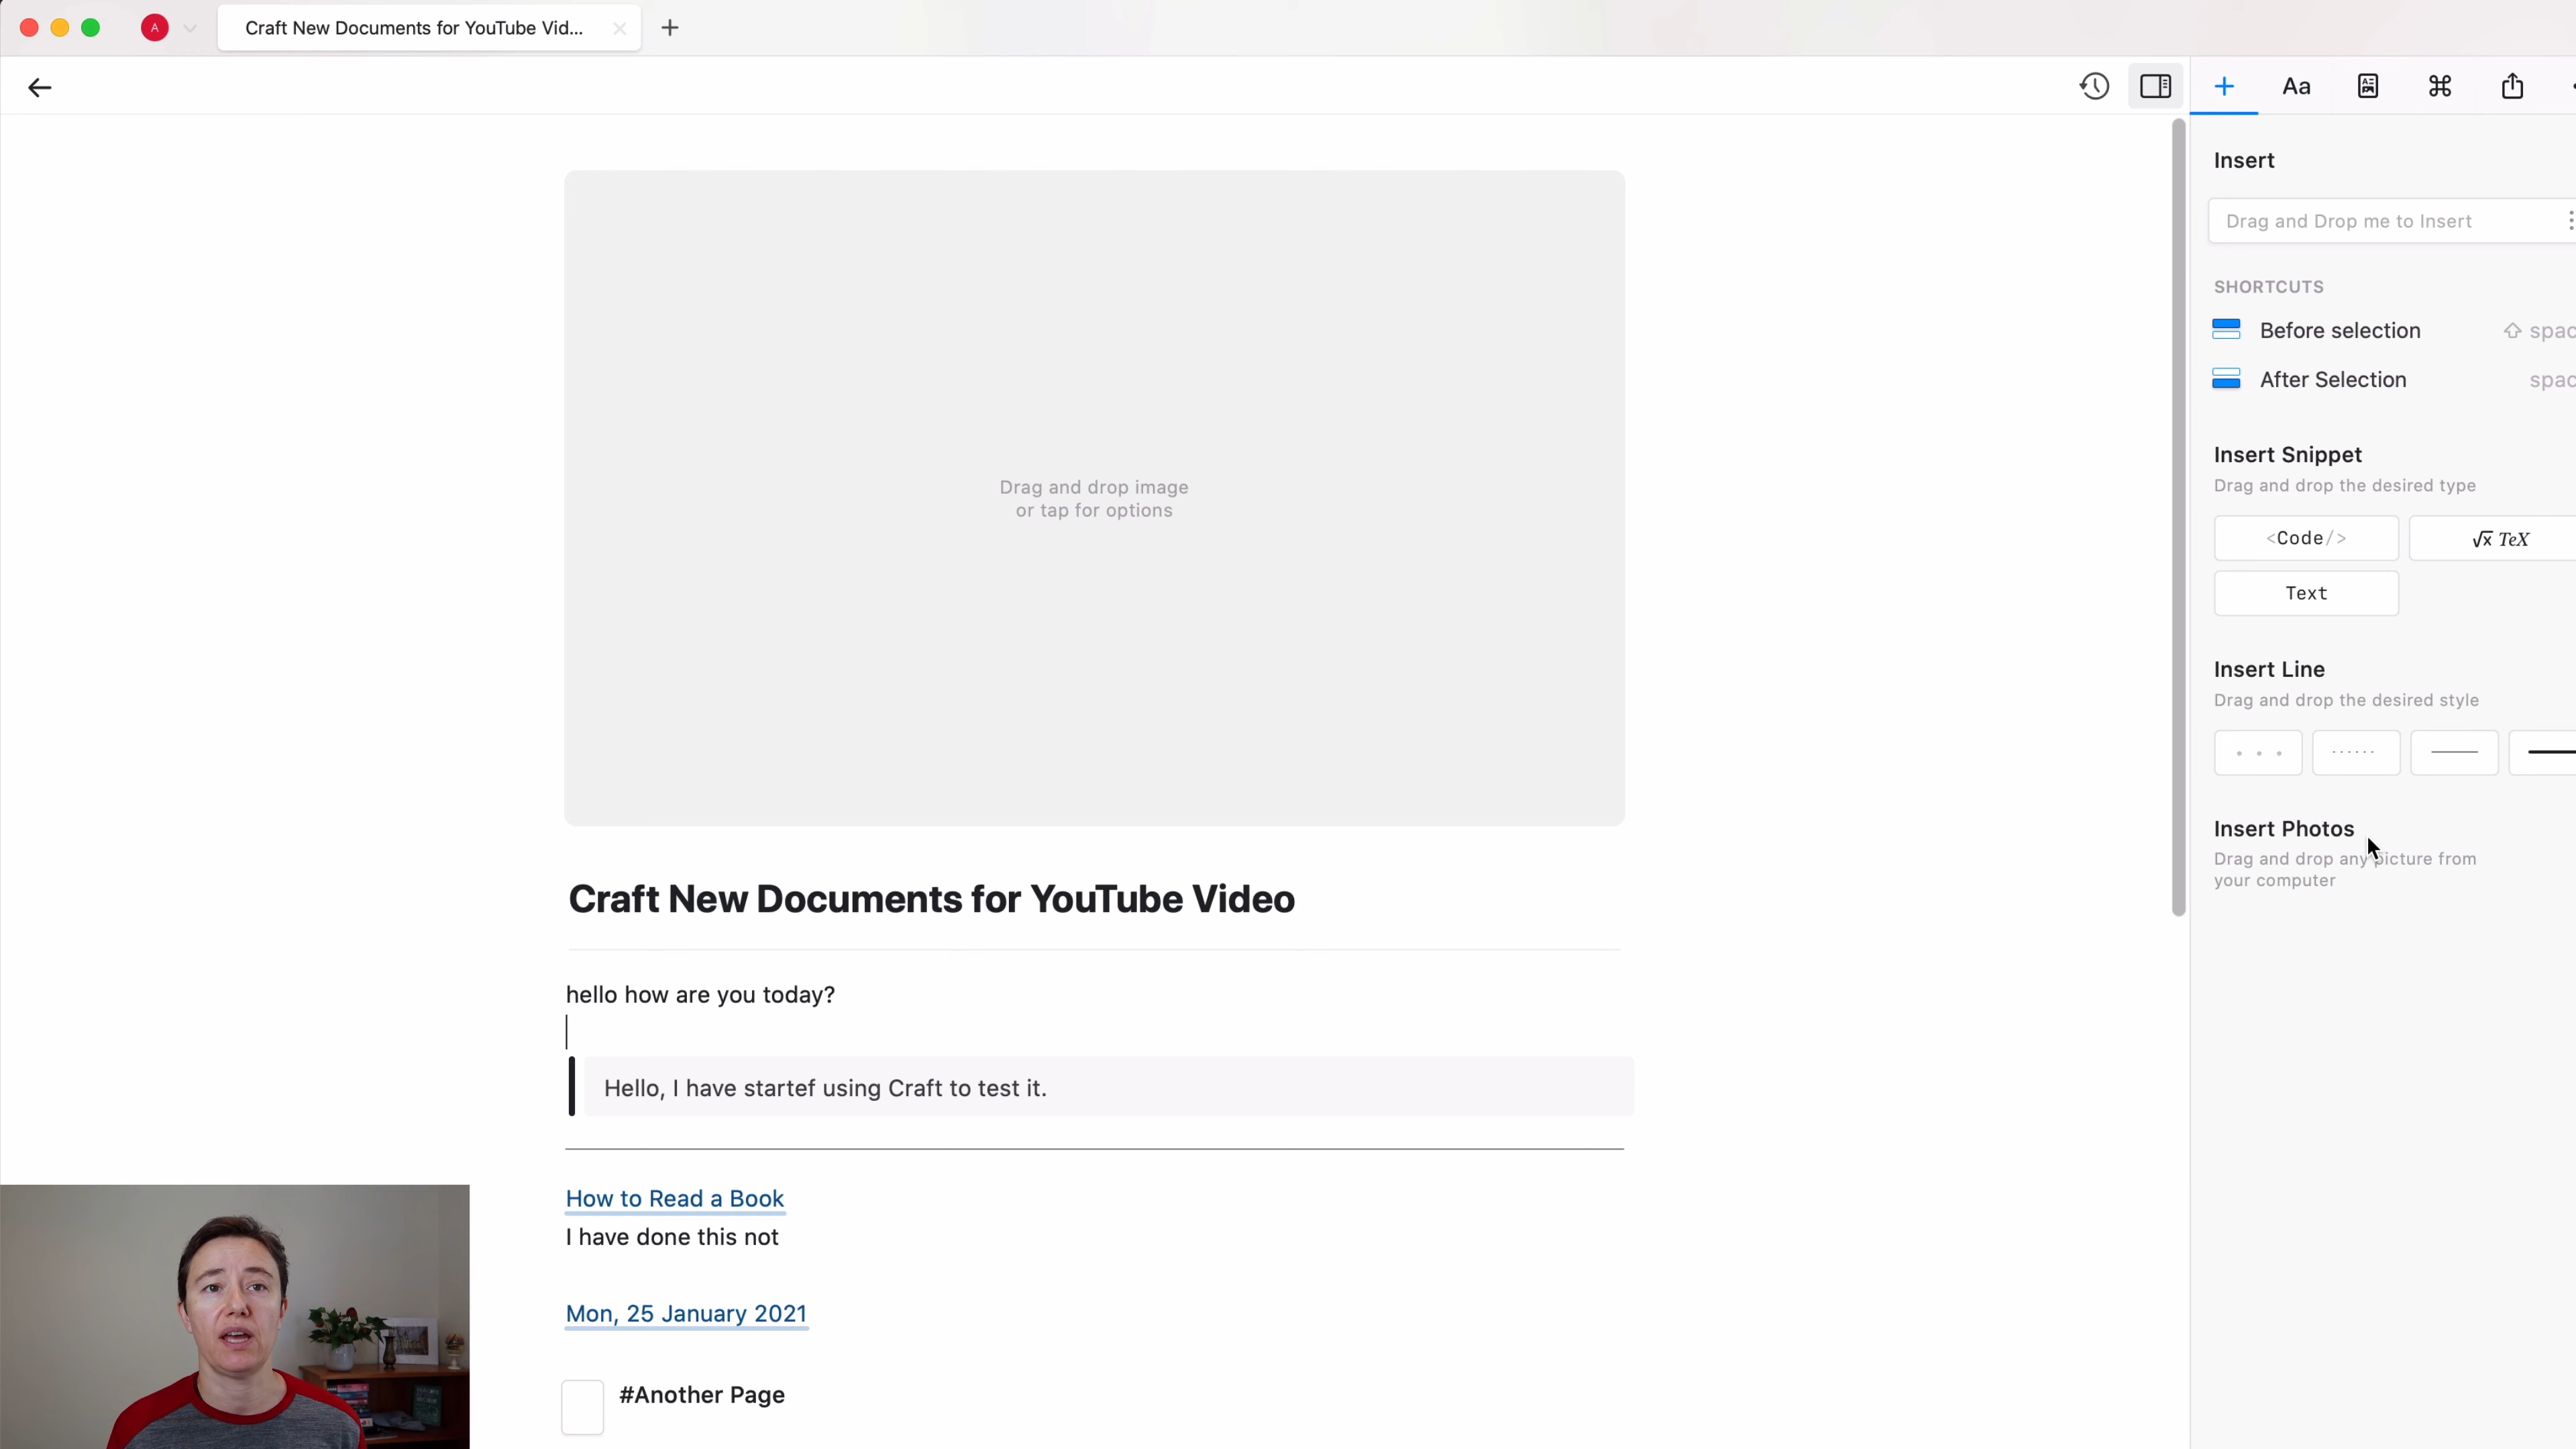 A
Craft New Documents for YouTube Vid...
Aa
Insert
Drag and Drop me to Insert
SHORTCUTS
Before selection
After Selection
Insert Snippet
Drag and drop the desired type
<Code/>
√x TeX
Text
Insert Line
Drag and drop the desired style
Insert Photos
Drag and drop any picture from
your computer
Drag and drop image
or tap for options
Craft New Documents for YouTube Video
hello how are you today?
Hello, I have startef using Craft to test it.
How to Read a Book
I have done this not
Mon, 25 January 2021
#Another Page